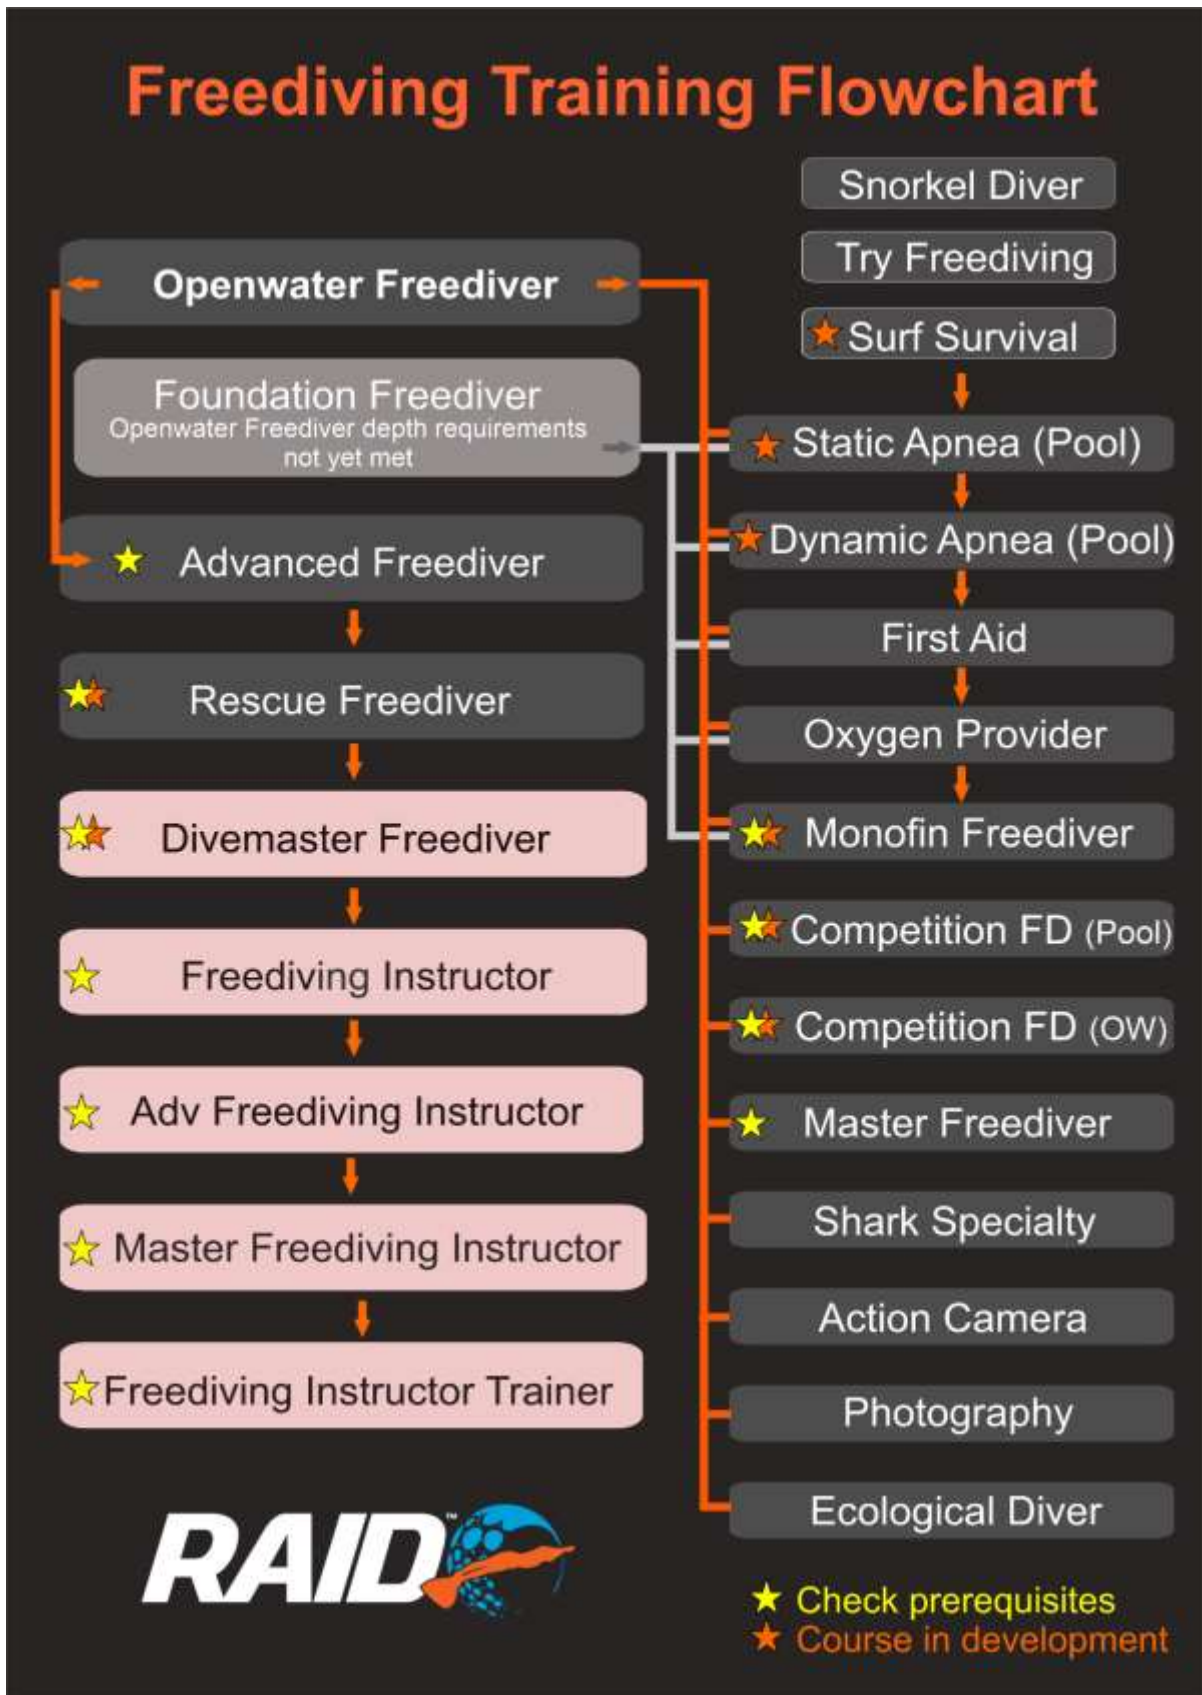 Freediving Training Flowchart
Openwater Freediver
Foundation Freediver
Openwater Freediver depth requirements
not yet met
Advanced Freediver
Rescue Freediver
Divemaster Freediver
Freediving Instructor
Adv Freediving Instructor
Master Freediving Instructor
Freediving Instructor Trainer
Snorkel Diver
Try Freediving
Surf Survival
Static Apnea (Pool)
Dynamic Apnea (Pool)
First Aid
Oxygen Provider
Monofin Freediver
Competition FD (Pool)
Competition FD (OW)
Master Freediver
Shark Specialty
Action Camera
Photography
Ecological Diver
RAID™
Check prerequisites
Course in development